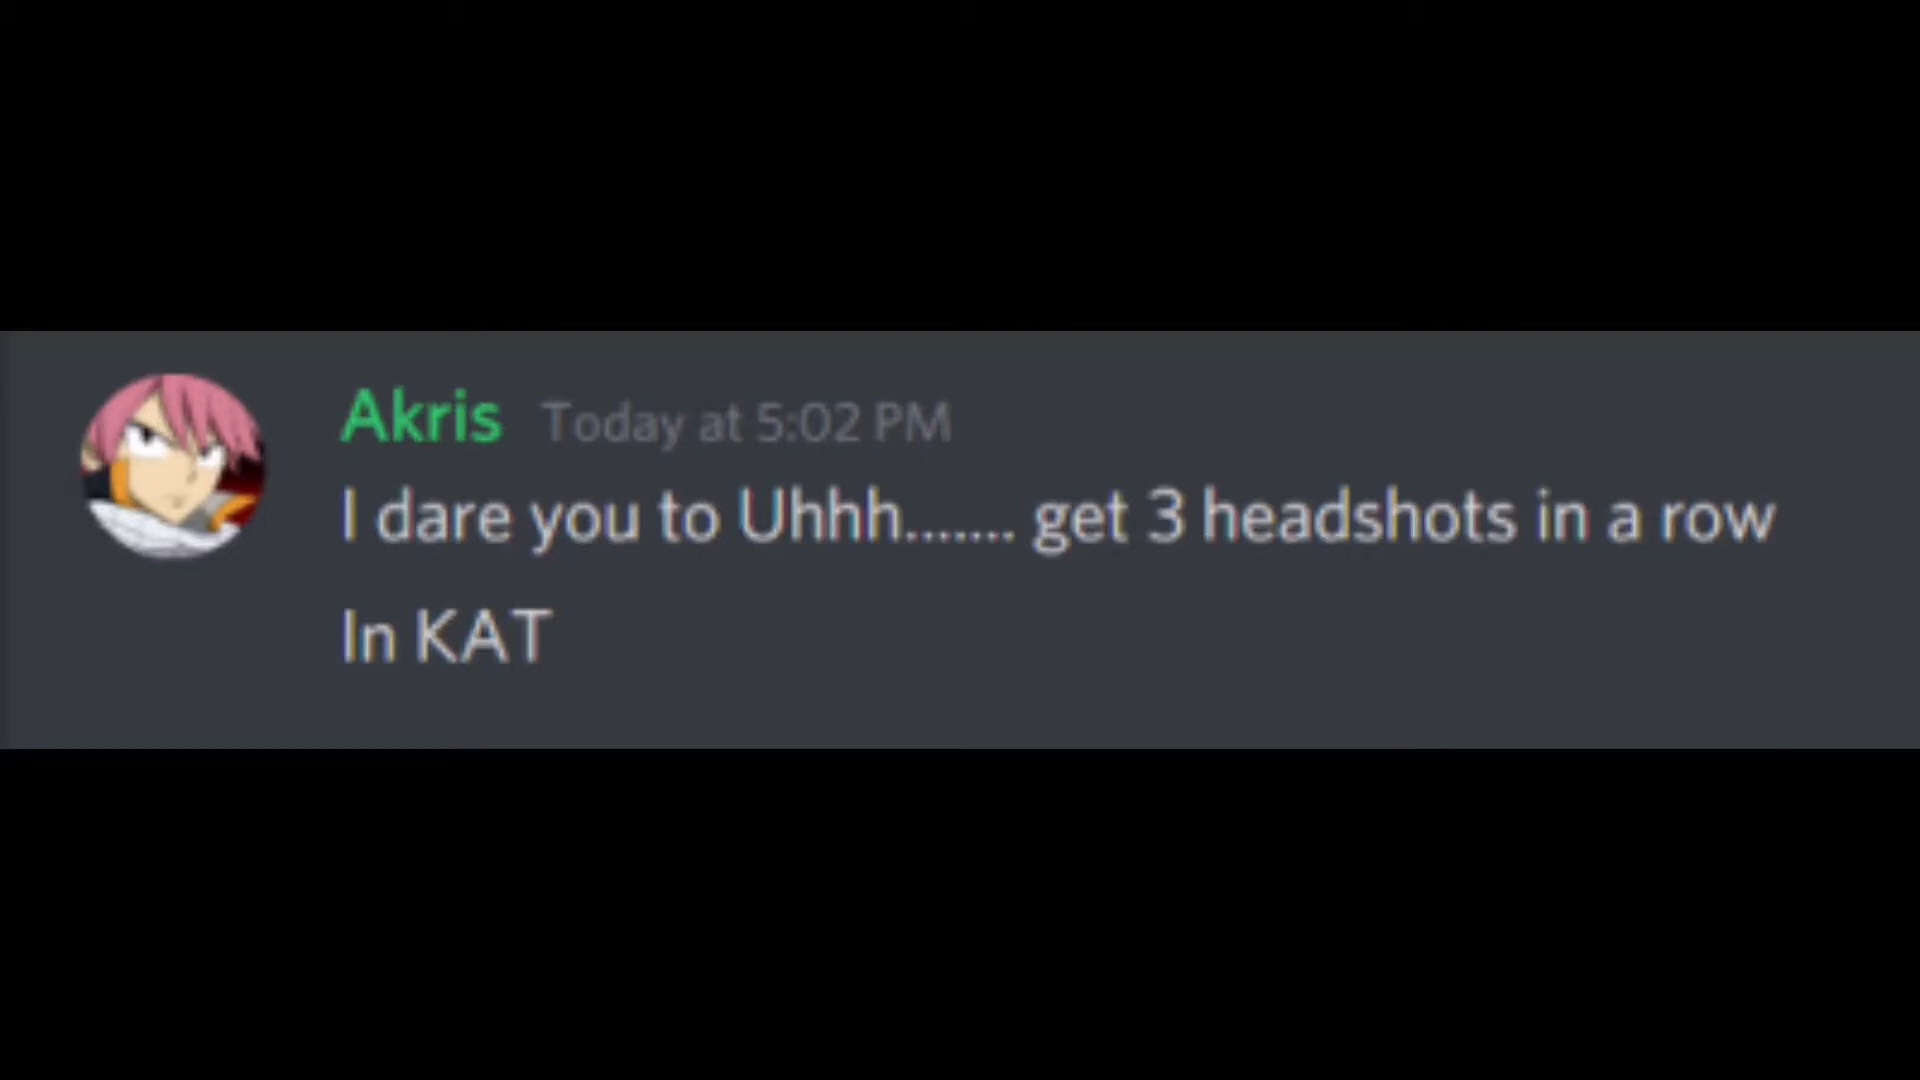 Akris Today at 5:02 PM
I dare you to Uhhh....... get 3 headshots in a row
In KAT